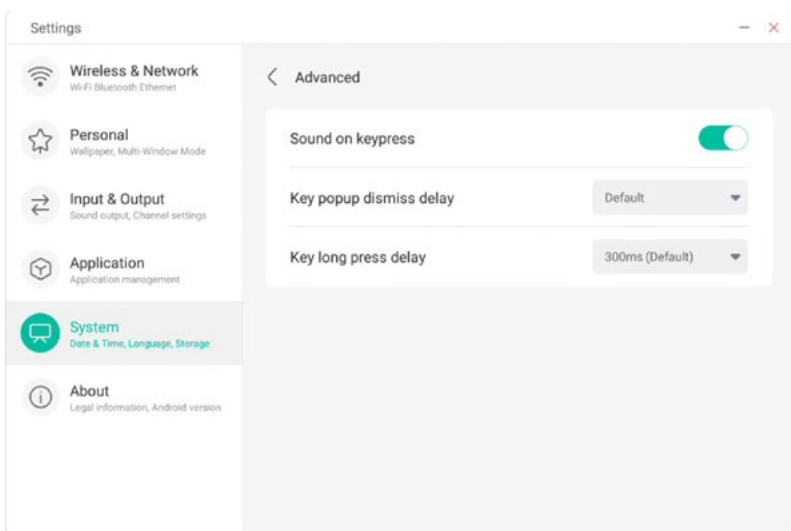 Settings
Wireless & Network
Wi-Fi Bluetooth Ethernet
Personal
Wallpaper, Multi-Window Mode
Input & Output
Sound output, Channel settings
Application
Application management
System
Date & Time, Language, Storage
About
Legal information, Android version
Advanced
Sound on keypress
Key popup dismiss delay
Default
Key long press delay
300ms (Default)